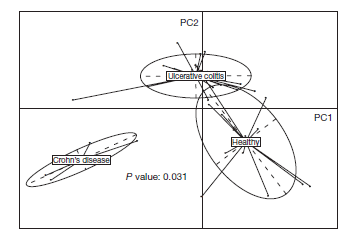 PC2
Ulcerative colitis
PC1
Healthy
Crohn's disease
P value: 0.031